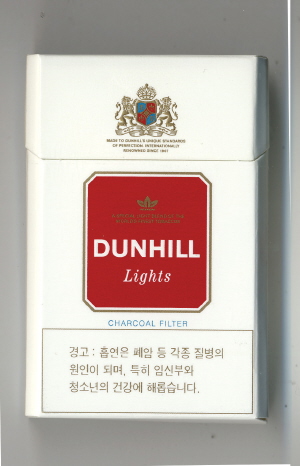 MADE TO DUNHILL'S UNIQUE STANDARDS
OF PERFECTION INTERNATIONALLY
RENOWNED SINCE 1907
DUNHILL
Lights
CHARCOAL FILTER
경고 : 흡연은 폐암 등 각종 질병의
원인이 되며, 특히 임신부와
청소년의 건강에 해롭습니다.